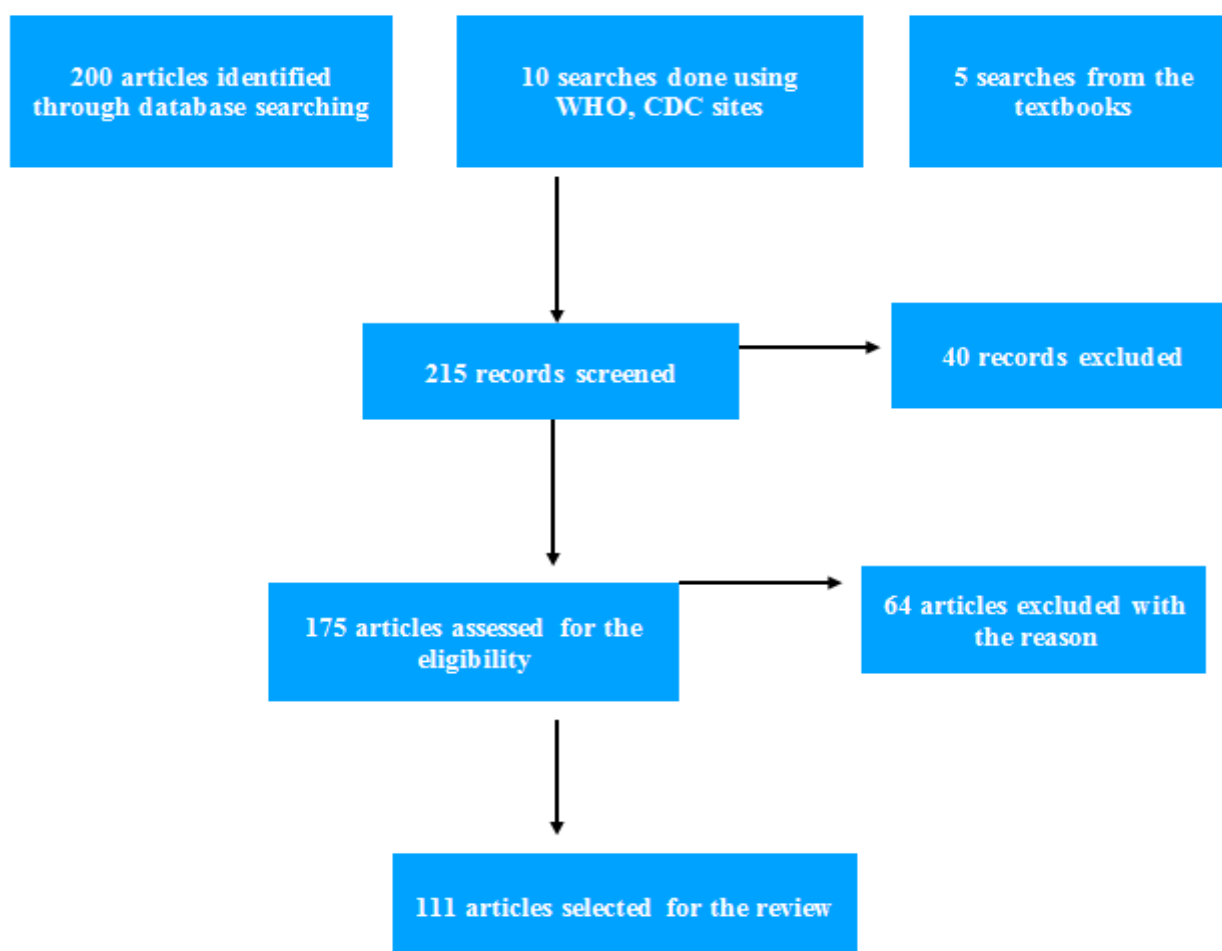 200 articles identified
through database searching
10 searches done using
WHO, CDC sites
5 searches from the
textbooks
215 records screened
40 records excluded
175 articles assessed for the
eligibility
64 articles excluded with
the reason
111 articles selected for the review